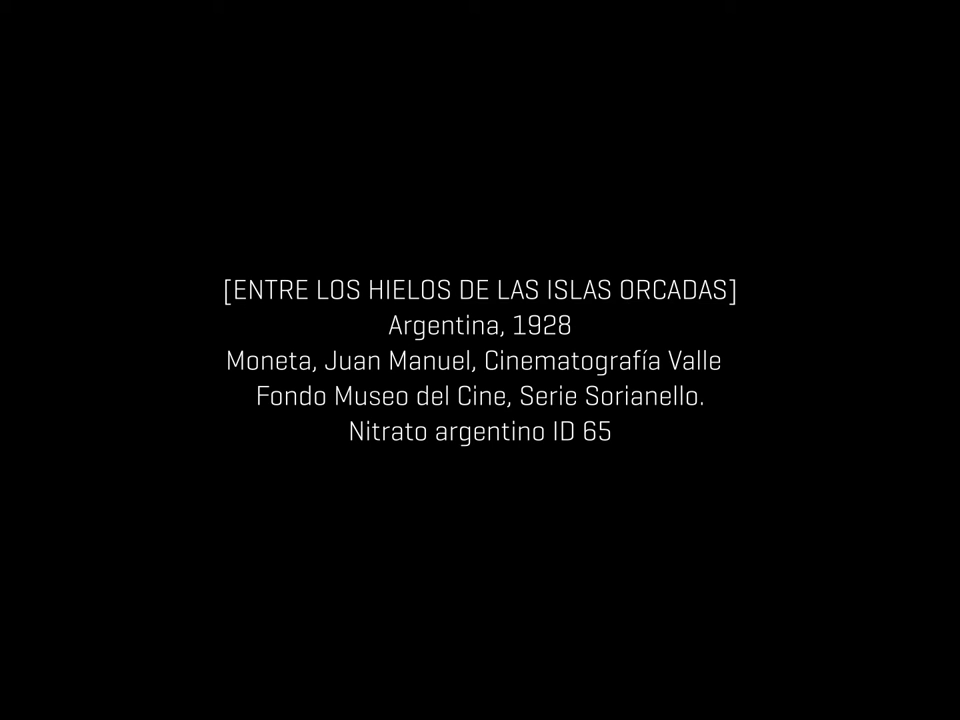 [ENTRE LOS HIELOS DE LAS ISLAS ORCADAS]
Argentina, 1928
Moneta, Juan Manuel, Cinematografía Valle
Fondo Museo del Cine, Serie Sorianello.
Nitrato argentino ID 65